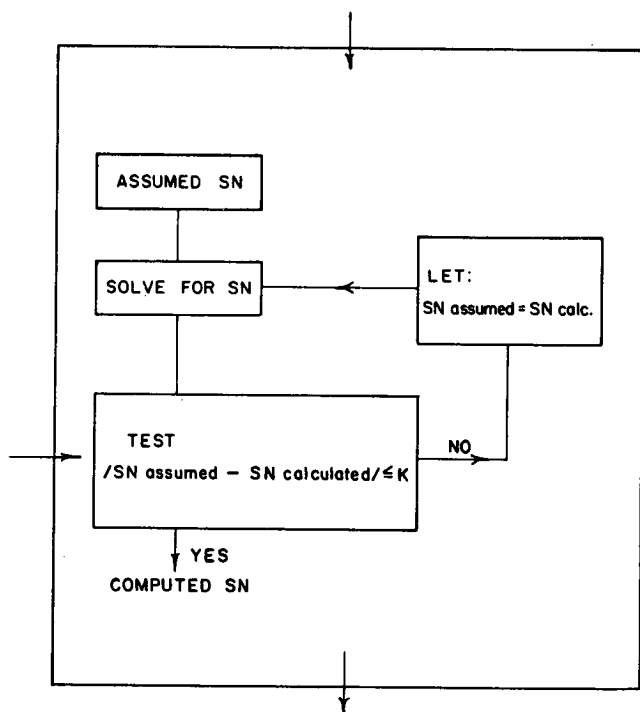 ASSUMED SN
SOLVE FOR SN
LET:
SN assumed = SN calc.
TEST
/SN assumed – SN calculated/ ≤ K
NO
YES
COMPUTED SN